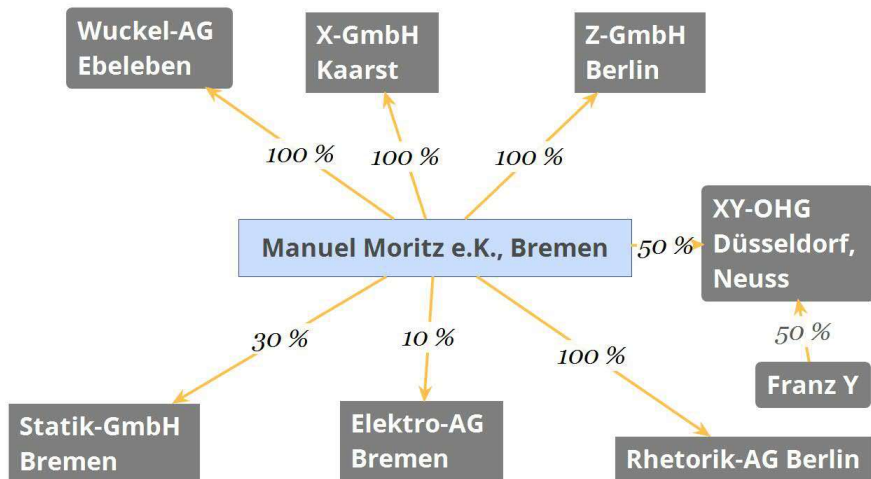 Wuckel-AG
Ebeleben
X-GmbH
Kaarst
Z-GmbH
Berlin
100 %
100 %
100 %
XY-OHG
Düsseldorf,
Neuss
Manuel Moritz e.K., Bremen
50 %
30 %
10 %
100 %
50 %
Franz Y
Statik-GmbH
Bremen
Elektro-AG
Bremen
Rhetorik-AG Berlin